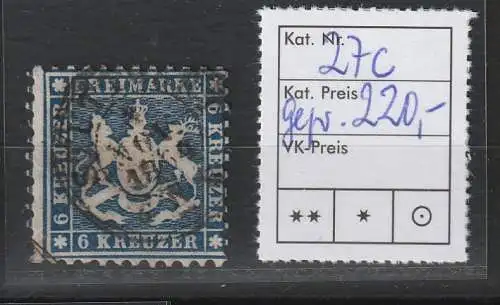 FREIMARKE
6 KREUZER
6 KREUZER
6 KREUZER
Kat. Nr. 27c
Kat. Preis
gepr. 220,-
VK-Preis
** * ⊙